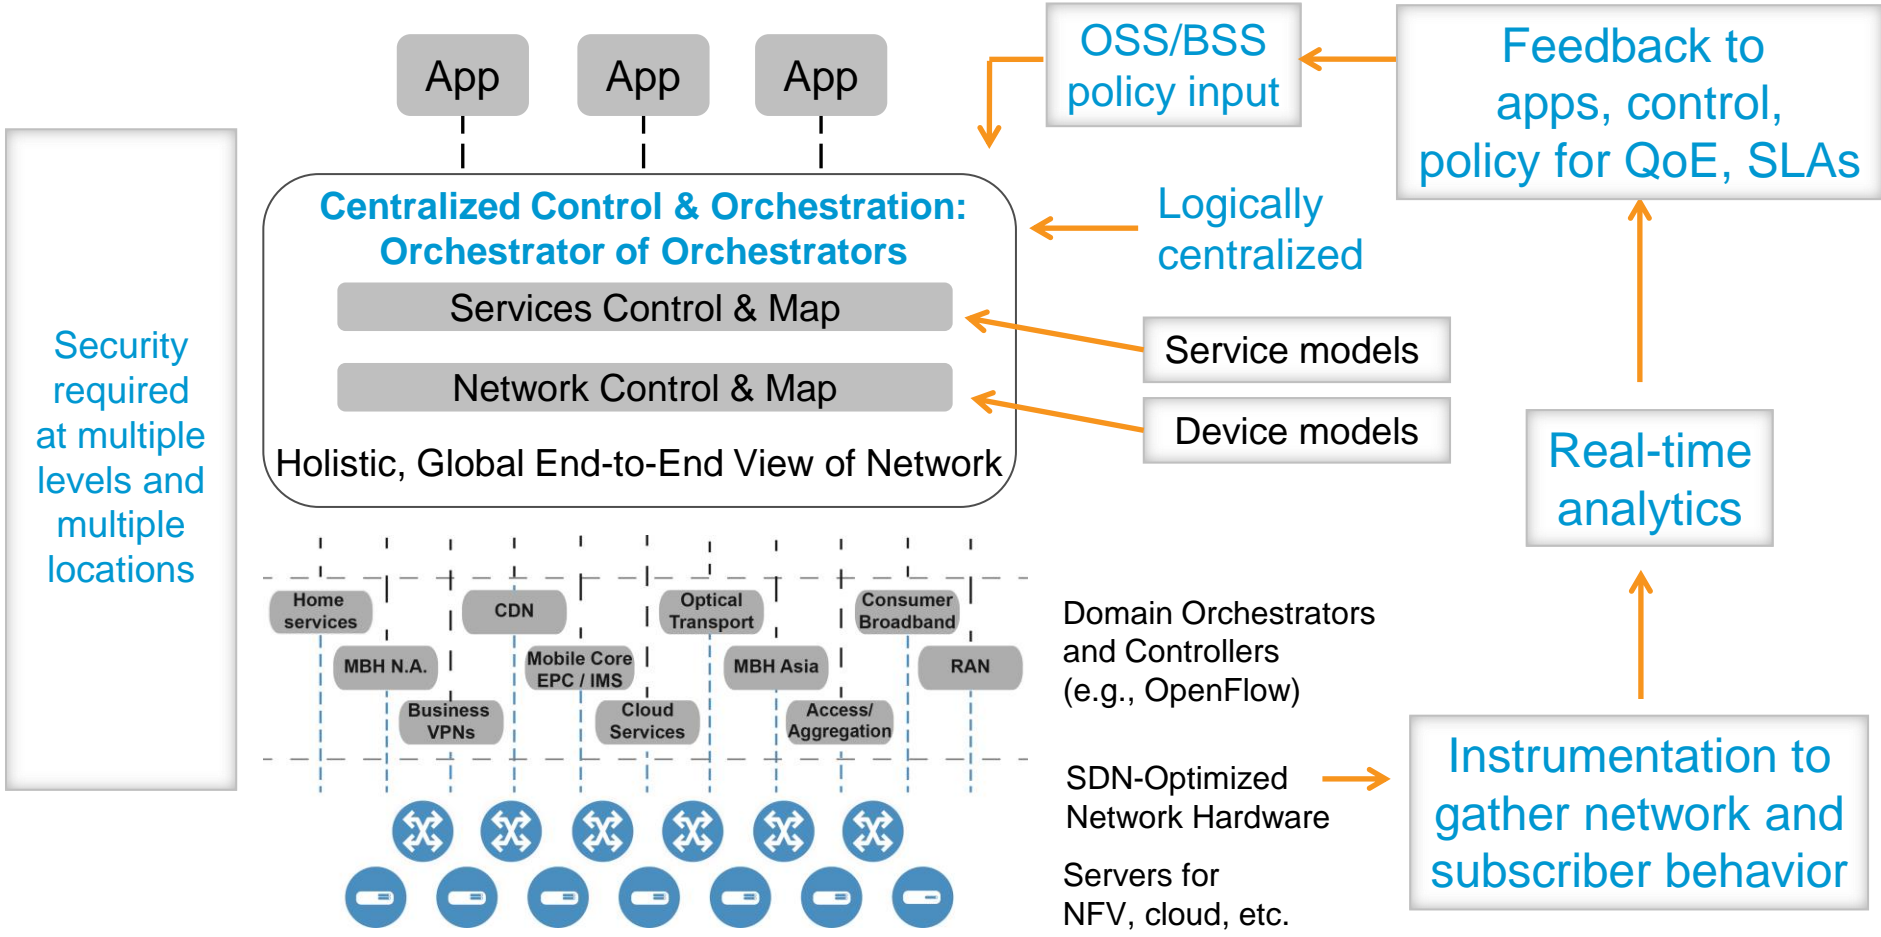 App
App
App
OSS/BSS
policy input
Feedback to
apps, control,
policy for QoE, SLAs
Security
required
at multiple
levels and
multiple
locations
Centralized Control & Orchestration:
Orchestrator of Orchestrators
Services Control & Map
Network Control & Map
Holistic, Global End-to-End View of Network
Logically
centralized
Service models
Device models
Real-time
analytics
Home
services
MBH N.A.
Business
VPNs
CDN
Mobile Core
EPC / IMS
Cloud
Services
Optical
Transport
MBH Asia
Access/
Aggregation
Consumer
Broadband
RAN
Domain Orchestrators
and Controllers
(e.g., OpenFlow)
SDN-Optimized
Network Hardware
Servers for
NFV, cloud, etc.
Instrumentation to
gather network and
subscriber behavior